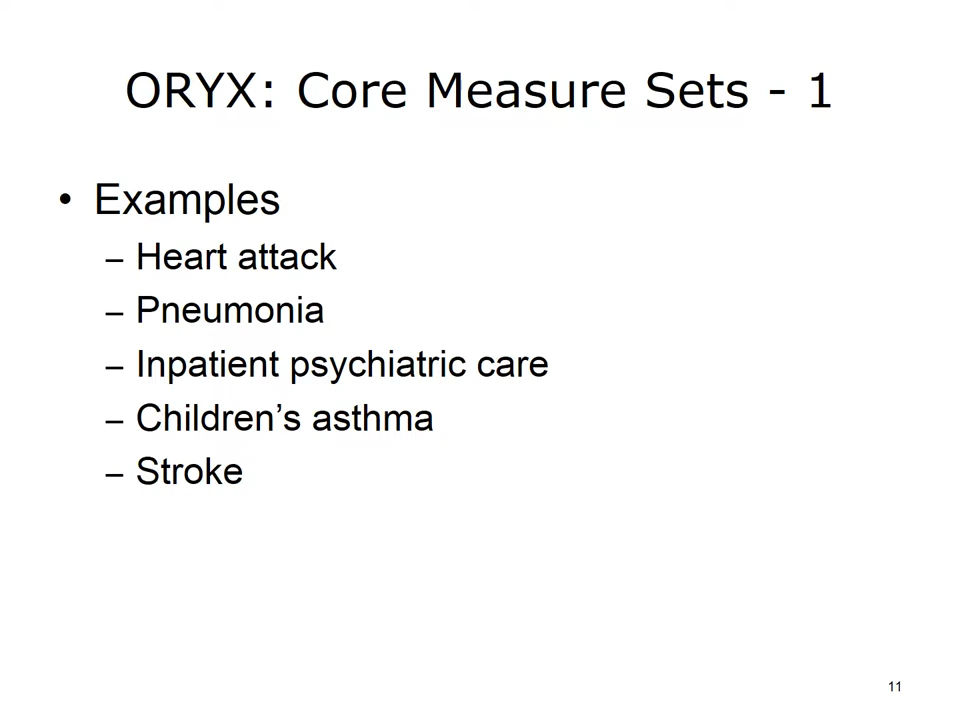 ORYX: Core Measure Sets - 1
• Examples
– Heart attack
– Pneumonia
– Inpatient psychiatric care
– Children’s asthma
– Stroke
11